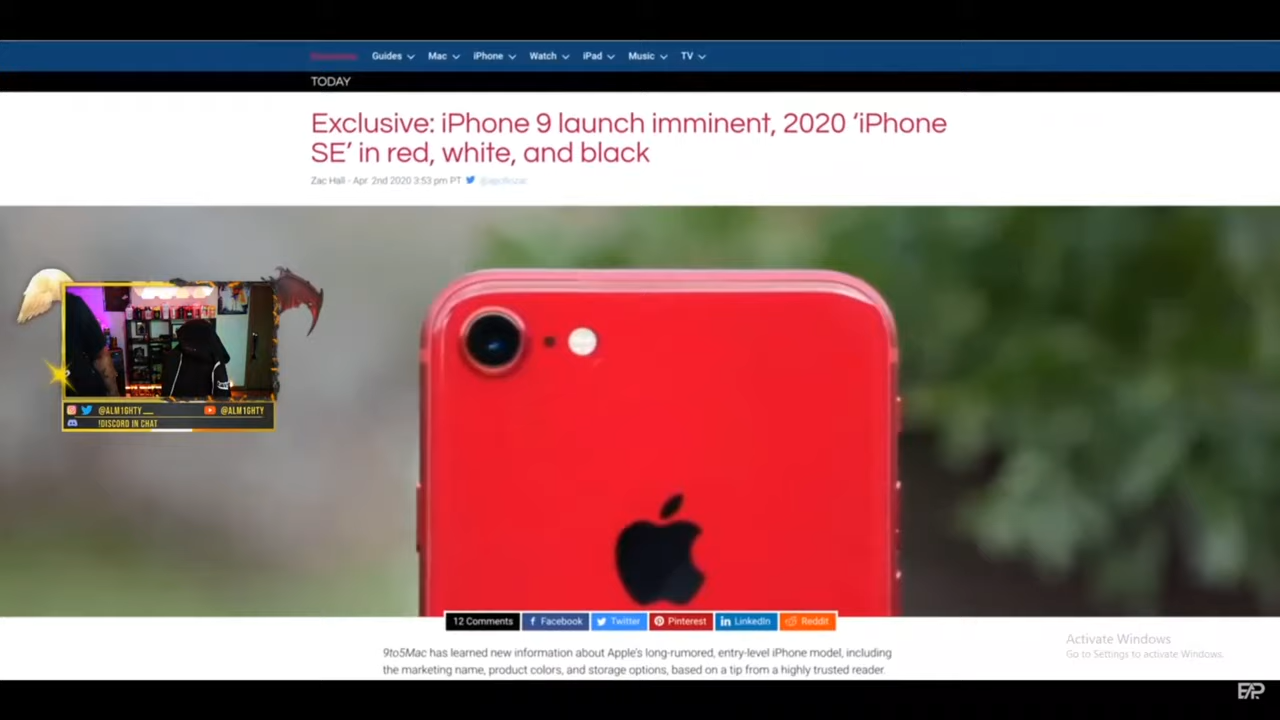 Guides Mac iPhone Watch iPad Music TV
TODAY
Exclusive: iPhone 9 launch imminent, 2020 ‘iPhone
SE’ in red, white, and black
Zac Hall - Apr. 2nd 2020 3:53 pm PT
@ALM1GHTY__ @ALM1GHTY
!DISCORD IN CHAT
12 Comments Facebook Twitter Pinterest LinkedIn Reddit
9to5Mac has learned new information about Apple's long-rumored, entry-level iPhone model, including
the marketing name, product colors, and storage options, based on a tip from a highly trusted reader.
Activate Windows
Go to Settings to activate Windows.
EAP